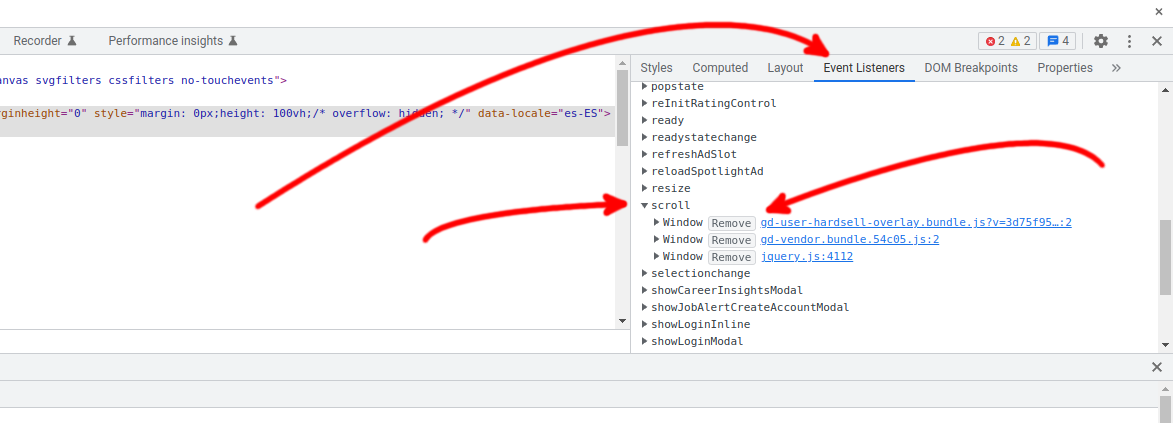 Recorder Performance insights 2 2 4
Styles Computed Layout Event Listeners DOM Breakpoints Properties
anvas svgfilters cssfilters no-touchevents">
rginheight="0" style="margin: 0px;height: 100vh;/* overflow: hidden; */" data-locale="es-ES">
popstate
reInitRatingControl
ready
readystatechange
refreshAdSlot
reloadSpotlightAd
resize
scroll
Window Remove gd-user-hardsell-overlay.bundle.js?v=3d75f95…:2
Window Remove gd-vendor.bundle.54c05.js:2
Window Remove jquery.js:4112
selectionchange
showCareerInsightsModal
showJobAlertCreateAccountModal
showLoginInline
showLoginModal